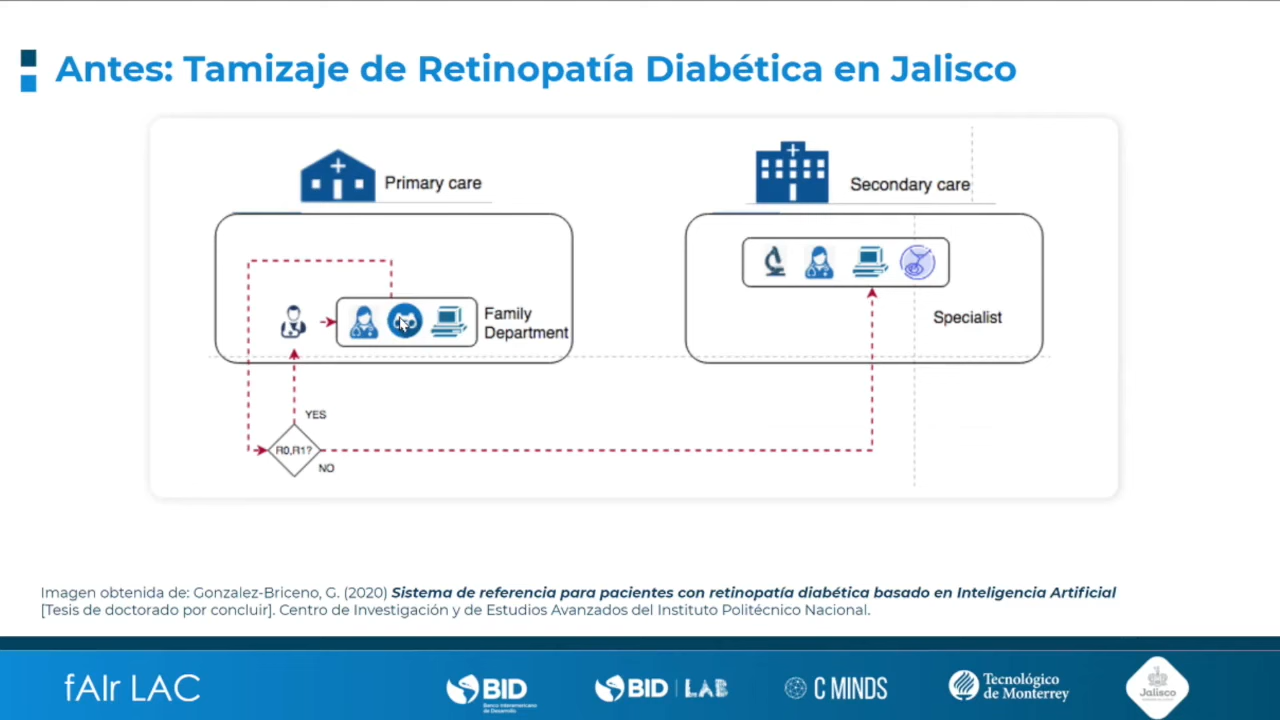 Antes: Tamizaje de Retinopatía Diabética en Jalisco
Primary care
Secondary care
Family
Department
Specialist
YES
R0,R1?
NO
Imagen obtenida de: Gonzalez-Briceno, G. (2020) Sistema de referencia para pacientes con retinopatía diabética basado en Inteligencia Artificial
[Tesis de doctorado por concluir]. Centro de Investigación y de Estudios Avanzados del Instituto Politécnico Nacional.
fAIr LAC
BID
Banco Interamericano
de Desarrollo
BID | LAB
C MINDS
Tecnológico
de Monterrey
Jalisco